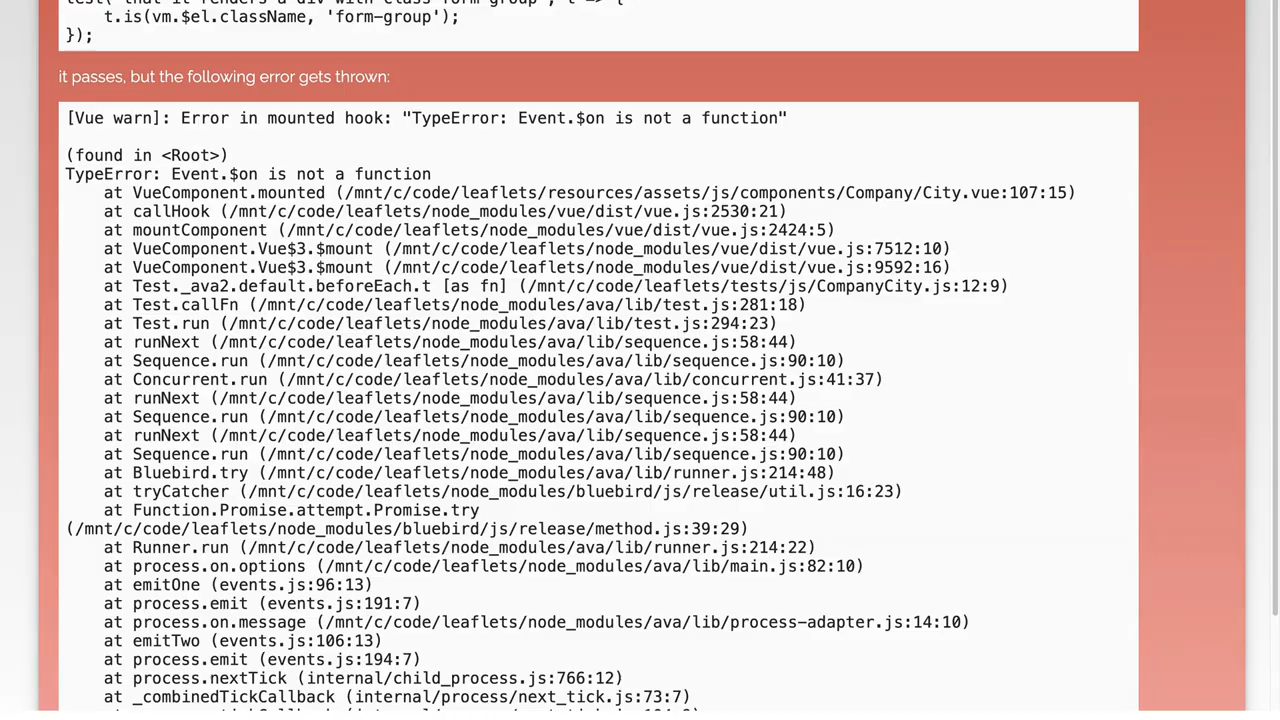 test('that it renders a div with class form-group', t => {
    t.is(vm.$el.className, 'form-group');
});
it passes, but the following error gets thrown:
[Vue warn]: Error in mounted hook: "TypeError: Event.$on is not a function"
(found in <Root>)
TypeError: Event.$on is not a function
    at VueComponent.mounted (/mnt/c/code/leaflets/resources/assets/js/components/Company/City.vue:107:15)
    at callHook (/mnt/c/code/leaflets/node_modules/vue/dist/vue.js:2530:21)
    at mountComponent (/mnt/c/code/leaflets/node_modules/vue/dist/vue.js:2424:5)
    at VueComponent.Vue$3.$mount (/mnt/c/code/leaflets/node_modules/vue/dist/vue.js:7512:10)
    at VueComponent.Vue$3.$mount (/mnt/c/code/leaflets/node_modules/vue/dist/vue.js:9592:16)
    at Test._ava2.default.beforeEach.t [as fn] (/mnt/c/code/leaflets/tests/js/CompanyCity.js:12:9)
    at Test.callFn (/mnt/c/code/leaflets/node_modules/ava/lib/test.js:281:18)
    at Test.run (/mnt/c/code/leaflets/node_modules/ava/lib/test.js:294:23)
    at runNext (/mnt/c/code/leaflets/node_modules/ava/lib/sequence.js:58:44)
    at Sequence.run (/mnt/c/code/leaflets/node_modules/ava/lib/sequence.js:90:10)
    at Concurrent.run (/mnt/c/code/leaflets/node_modules/ava/lib/concurrent.js:41:37)
    at runNext (/mnt/c/code/leaflets/node_modules/ava/lib/sequence.js:58:44)
    at Sequence.run (/mnt/c/code/leaflets/node_modules/ava/lib/sequence.js:90:10)
    at runNext (/mnt/c/code/leaflets/node_modules/ava/lib/sequence.js:58:44)
    at Sequence.run (/mnt/c/code/leaflets/node_modules/ava/lib/sequence.js:90:10)
    at Bluebird.try (/mnt/c/code/leaflets/node_modules/ava/lib/runner.js:214:48)
    at tryCatcher (/mnt/c/code/leaflets/node_modules/bluebird/js/release/util.js:16:23)
    at Function.Promise.attempt.Promise.try
(/mnt/c/code/leaflets/node_modules/bluebird/js/release/method.js:39:29)
    at Runner.run (/mnt/c/code/leaflets/node_modules/ava/lib/runner.js:214:22)
    at process.on.options (/mnt/c/code/leaflets/node_modules/ava/lib/main.js:82:10)
    at emitOne (events.js:96:13)
    at process.emit (events.js:191:7)
    at process.on.message (/mnt/c/code/leaflets/node_modules/ava/lib/process-adapter.js:14:10)
    at emitTwo (events.js:106:13)
    at process.emit (events.js:194:7)
    at process.nextTick (internal/child_process.js:766:12)
    at _combinedTickCallback (internal/process/next_tick.js:73:7)